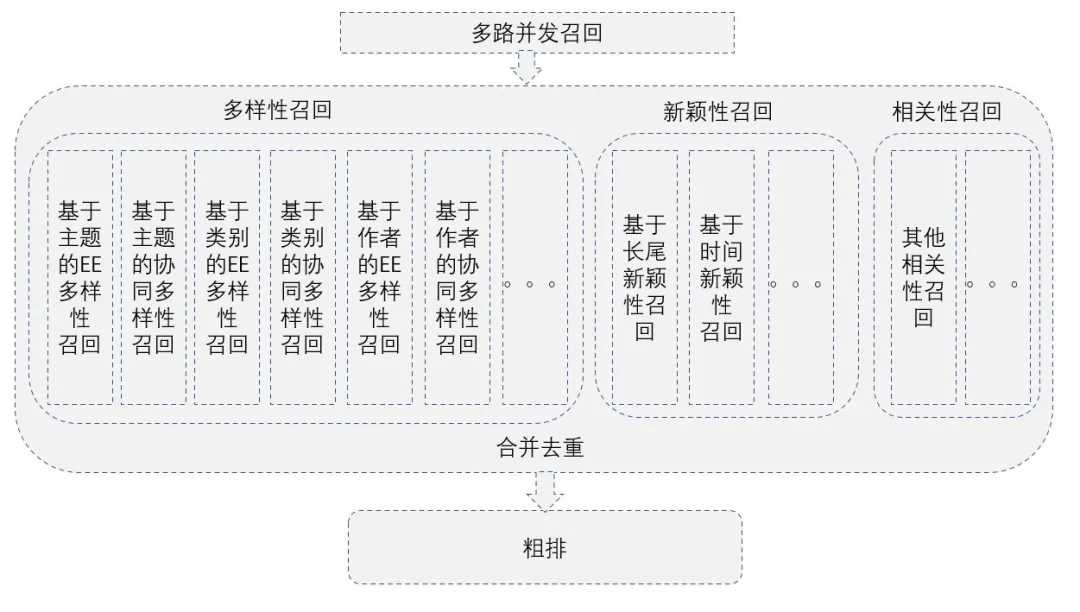 多路并发召回
多样性召回
新颖性召回
相关性召回
基于
主题
的EE
多样
性
召回
基于
主题
的协
同多
样性
召回
基于
类别
的EE
多样
性
召回
基于
类别
的协
同多
样性
召回
基于
作者
的EE
多样
性
召回
基于
作者
的协
同多
样性
召回
。。。
基于
长尾
新颖
性召
回
基于
时间
新颖
性
召回
。。。
其他
相关
性召
回
。。。
合并去重
粗排